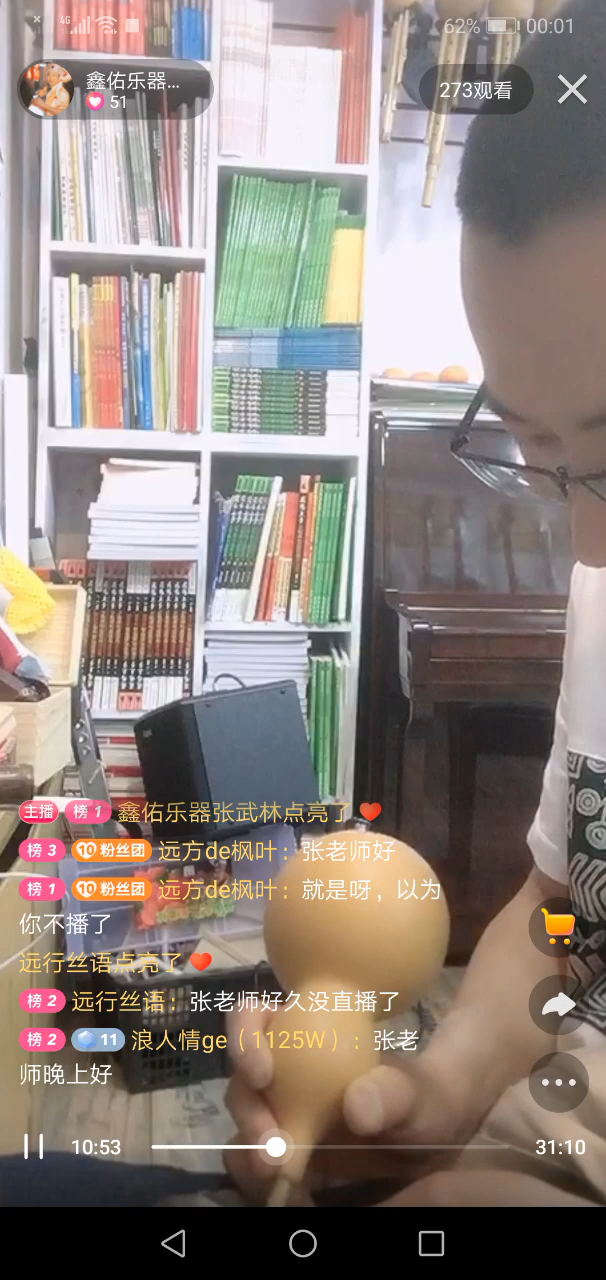 4G 62% 00:01
鑫佑乐器...
51
273观看
主播 榜 1 鑫佑乐器张武林点亮了
榜 3 10 粉丝团 远方de枫叶：张老师好
榜 1 10 粉丝团 远方de枫叶：就是呀，以为
你不播了
远行丝语点亮了
榜 2 远行丝语：张老师好久没直播了
榜 2 11 浪人情ge（1125W）：张老
师晚上好
10:53 31:10